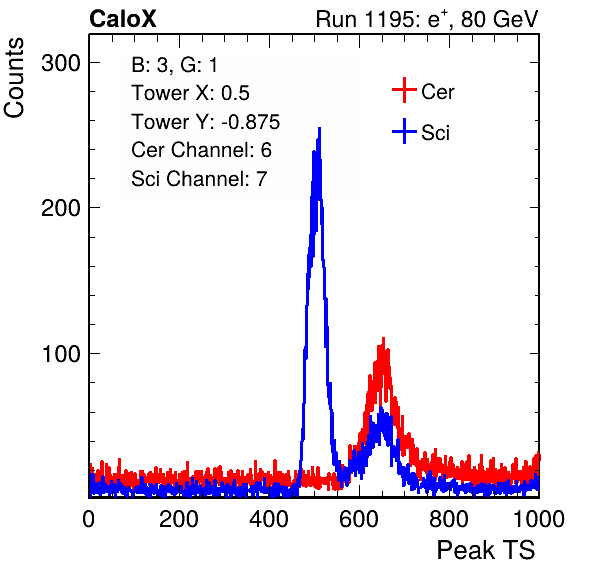 CaloX
Run 1195: e+, 80 GeV
Counts
B: 3, G: 1
Tower X: 0.5
Tower Y: -0.875
Cer Channel: 6
Sci Channel: 7
Cer
Sci
300
200
100
0 200 400 600 800 1000
Peak TS